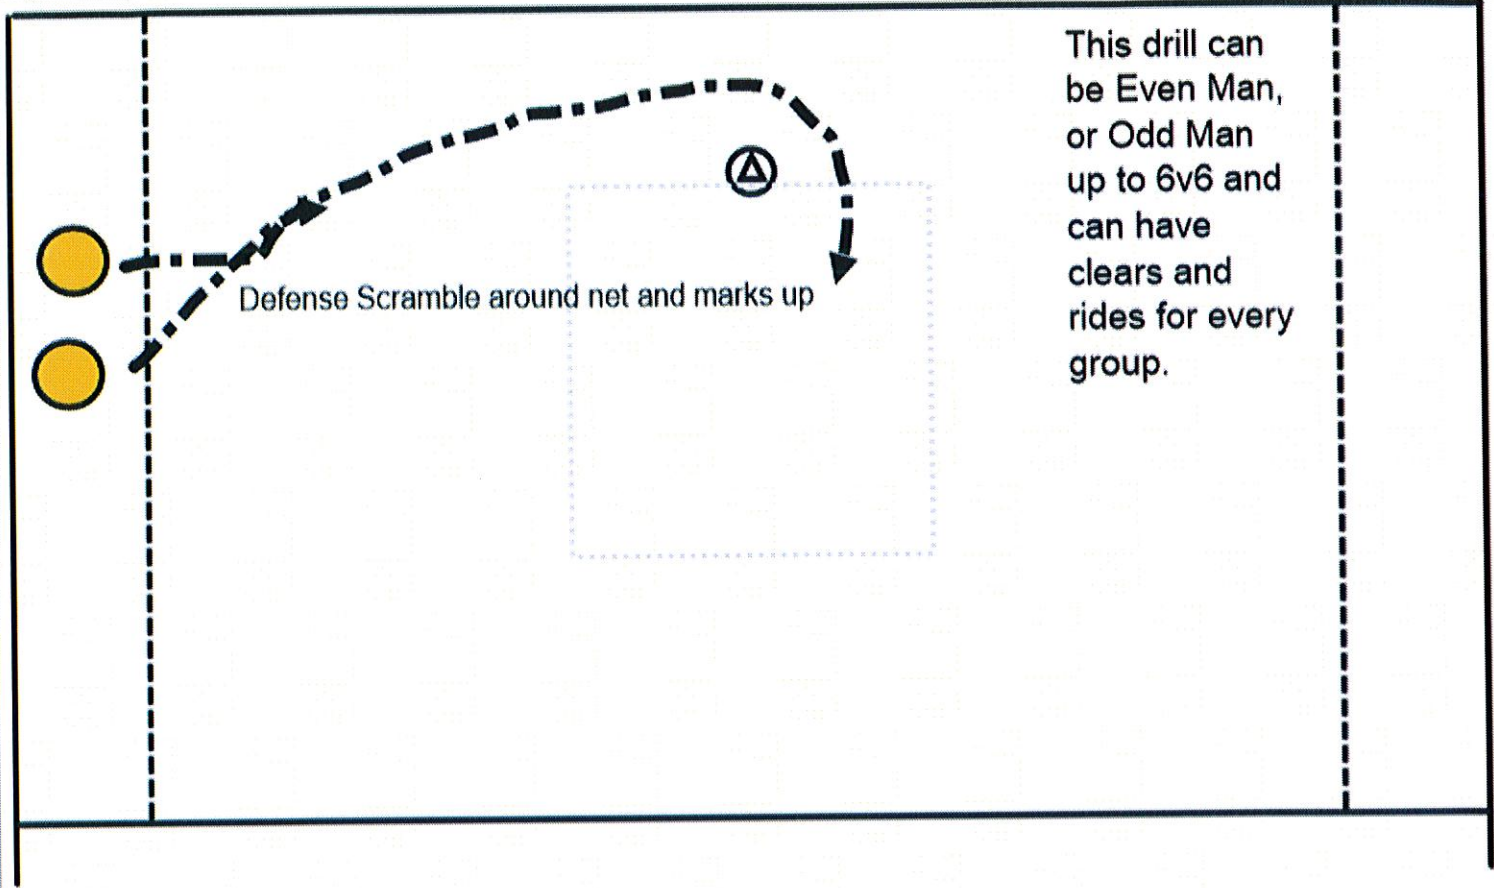 This drill can
be Even Man,
or Odd Man
up to 6v6 and
can have
clears and
rides for every
group.
Defense Scramble around net and marks up